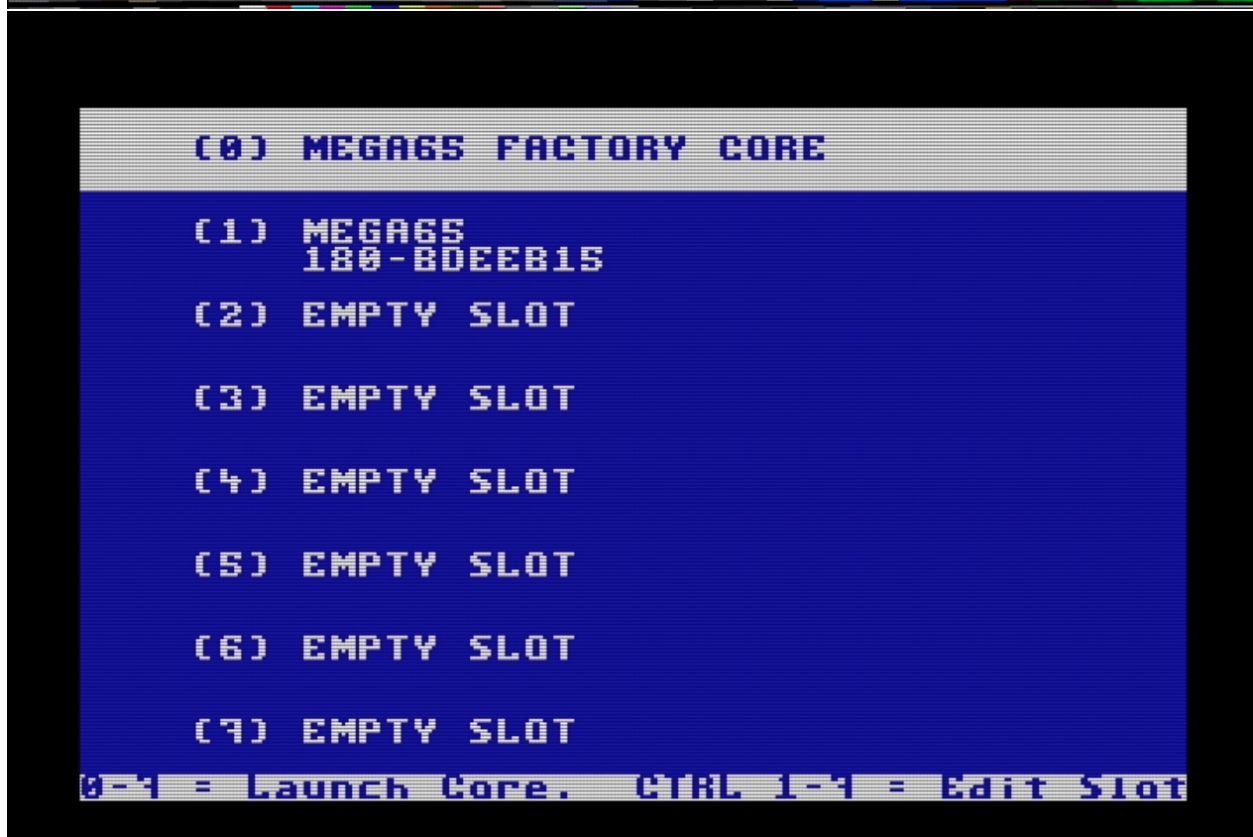 (0) MEGA65 FACTORY CORE
(1) MEGA65
180-BDEEB15
(2) EMPTY SLOT
(3) EMPTY SLOT
(4) EMPTY SLOT
(5) EMPTY SLOT
(6) EMPTY SLOT
(7) EMPTY SLOT
0-7 = Launch Core.  CTRL 1-7 = Edit Slot